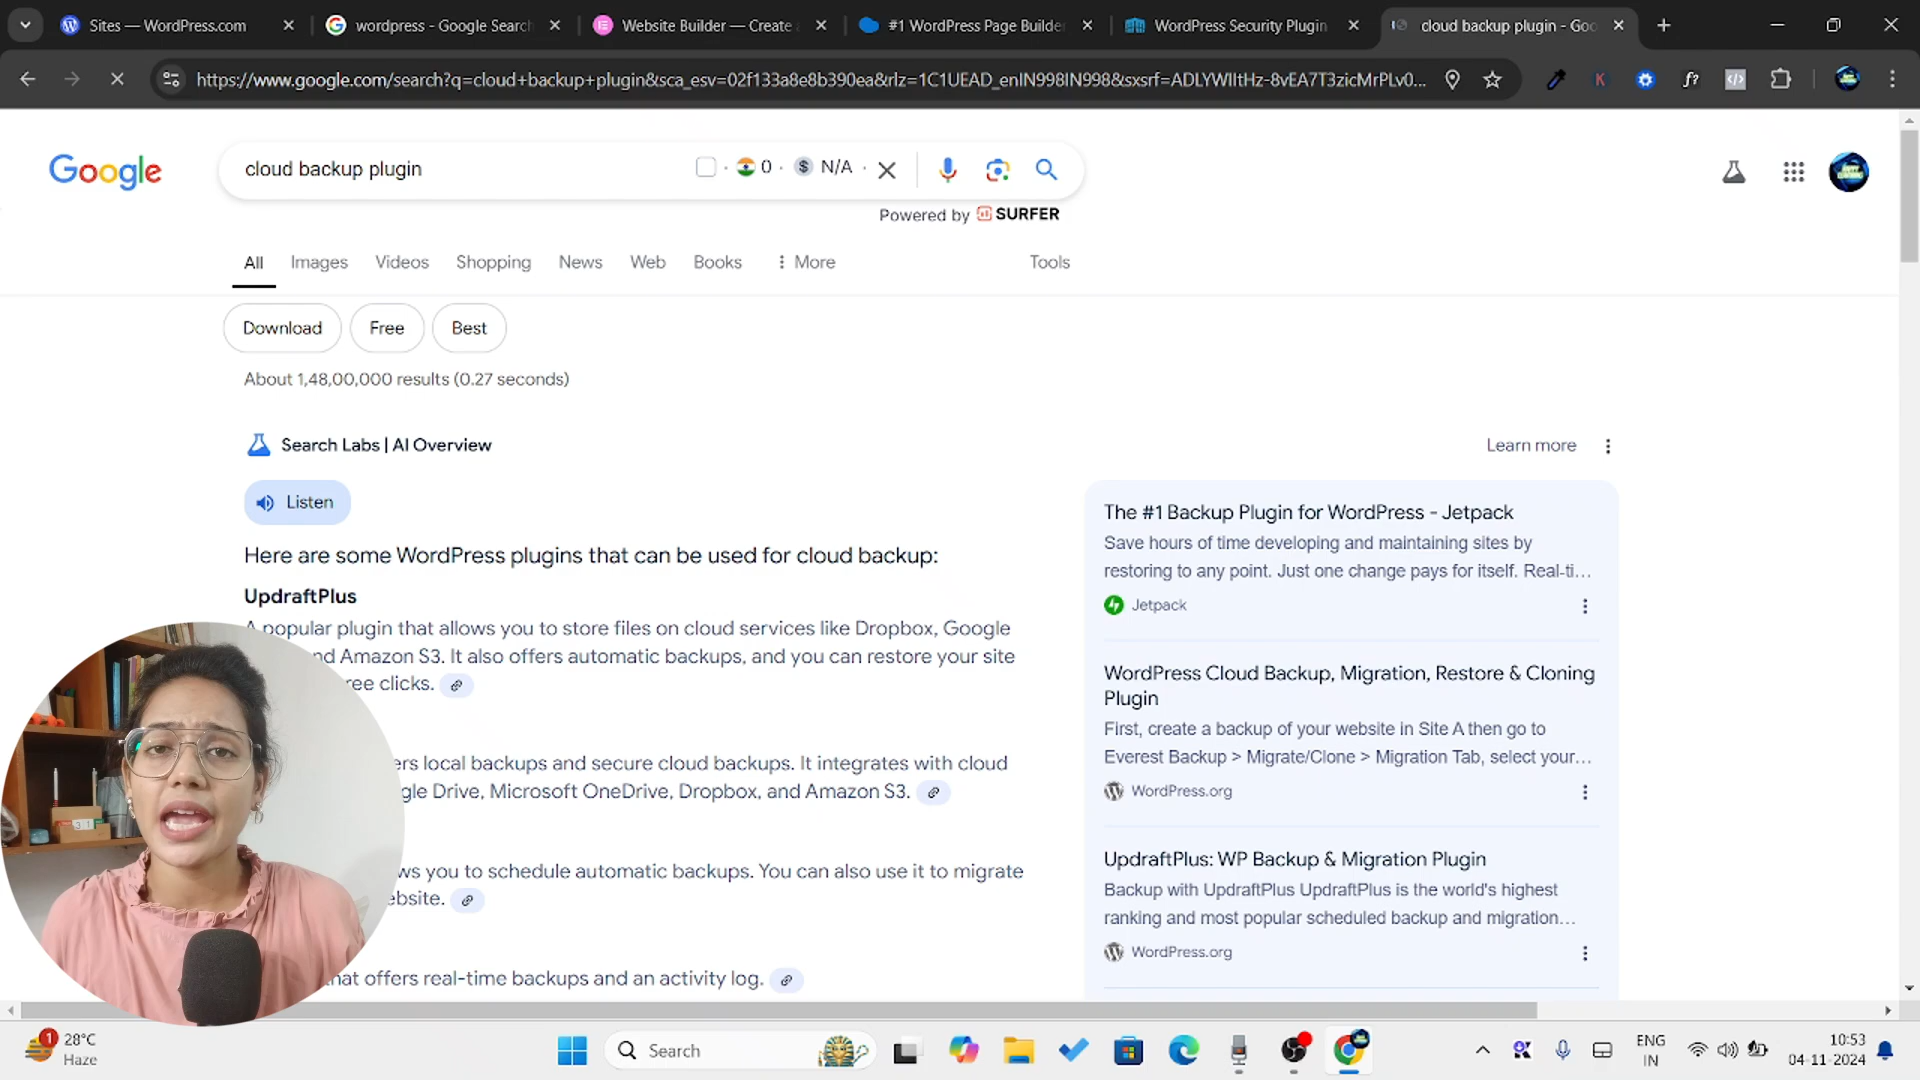 Sites — WordPress.com
wordpress - Google Search
Website Builder — Create
#1 WordPress Page Builder
WordPress Security Plugin
cloud backup plugin - Goo
https://www.google.com/search?q=cloud+backup+plugin&sca_esv=02f133a8e8b390ea&rlz=1C1UEAD_enIN998IN998&sxsrf=ADLYWIItHz-8vEA7T3zicMrPLv0...
Google
cloud backup plugin
0 · N/A ·
Powered by SURFER
All Images Videos Shopping News Web Books More Tools
Download Free Best
About 1,48,00,000 results (0.27 seconds)
Search Labs | AI Overview
Learn more
Listen
Here are some WordPress plugins that can be used for cloud backup:
UpdraftPlus
A popular plugin that allows you to store files on cloud services like Dropbox, Google
nd Amazon S3. It also offers automatic backups, and you can restore your site
ree clicks.
ers local backups and secure cloud backups. It integrates with cloud
gle Drive, Microsoft OneDrive, Dropbox, and Amazon S3.
ws you to schedule automatic backups. You can also use it to migrate
ebsite.
hat offers real-time backups and an activity log.
The #1 Backup Plugin for WordPress - Jetpack
Save hours of time developing and maintaining sites by
restoring to any point. Just one change pays for itself. Real-ti...
Jetpack
WordPress Cloud Backup, Migration, Restore & Cloning
Plugin
First, create a backup of your website in Site A then go to
Everest Backup > Migrate/Clone > Migration Tab, select your...
WordPress.org
UpdraftPlus: WP Backup & Migration Plugin
Backup with UpdraftPlus UpdraftPlus is the world's highest
ranking and most popular scheduled backup and migration...
WordPress.org
1
28°C
Haze
Search
ENG
IN
10:53
04-11-2024